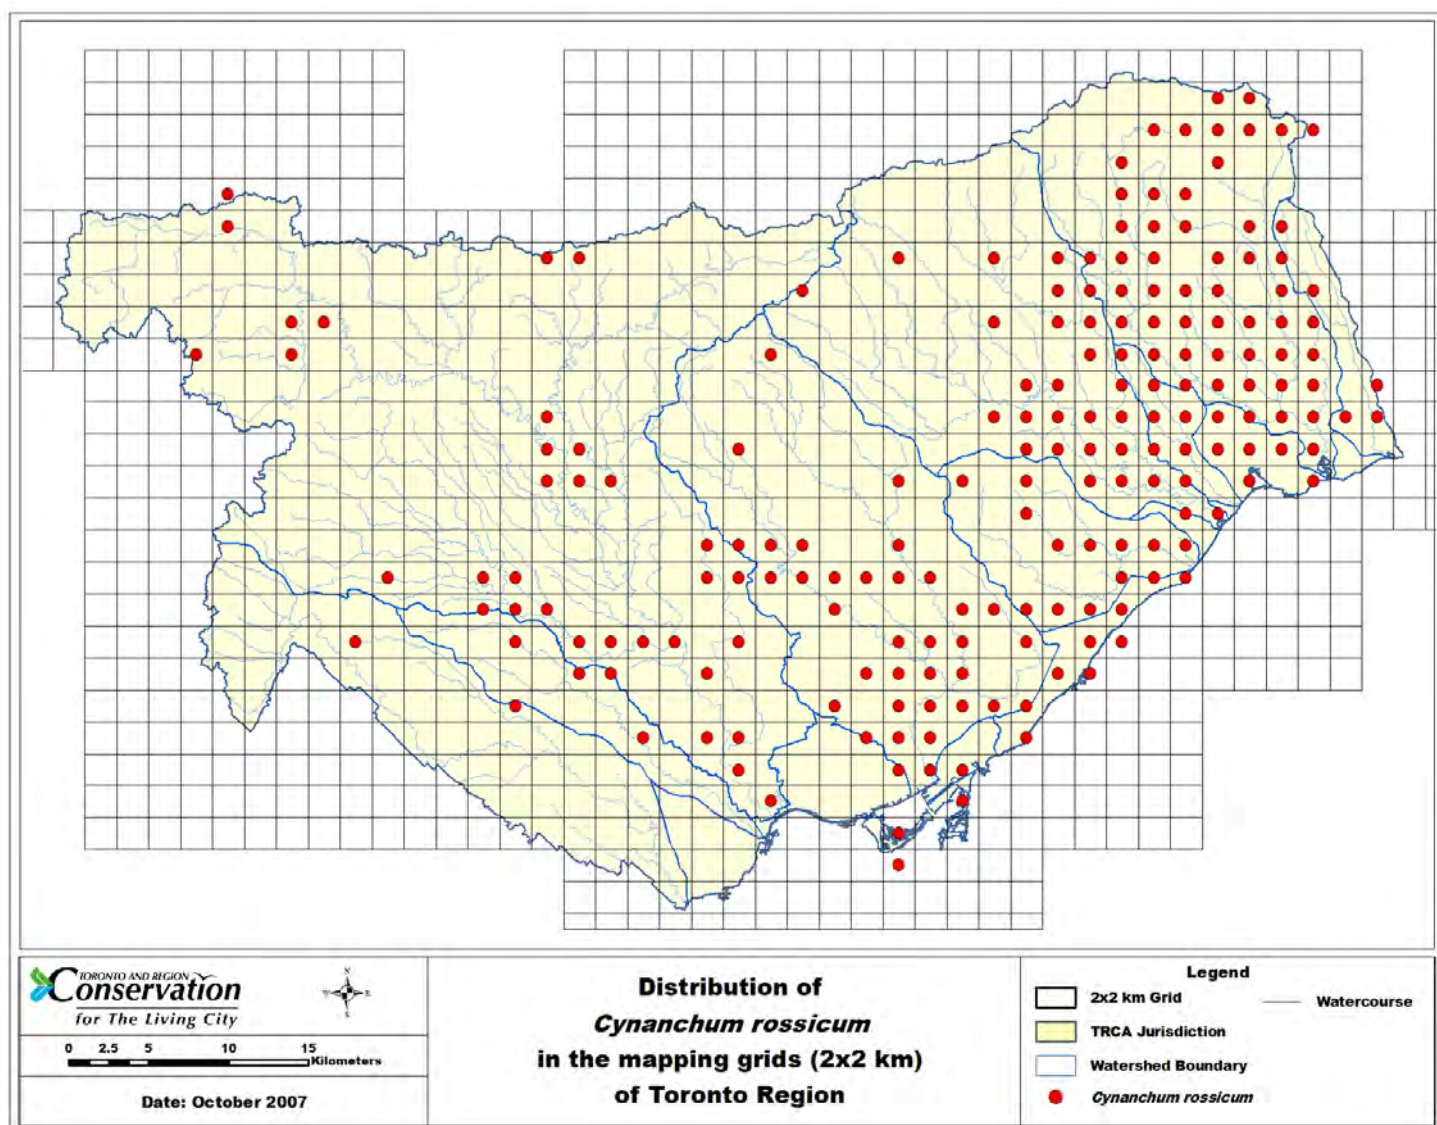 TORONTO AND REGION
Conservation
for The Living City
N
W
E
S
0 2.5 5 10 15
Kilometers
Date: October 2007
Distribution of
Cynanchum rossicum
in the mapping grids (2x2 km)
of Toronto Region
Legend
2x2 km Grid
Watercourse
TRCA Jurisdiction
Watershed Boundary
Cynanchum rossicum